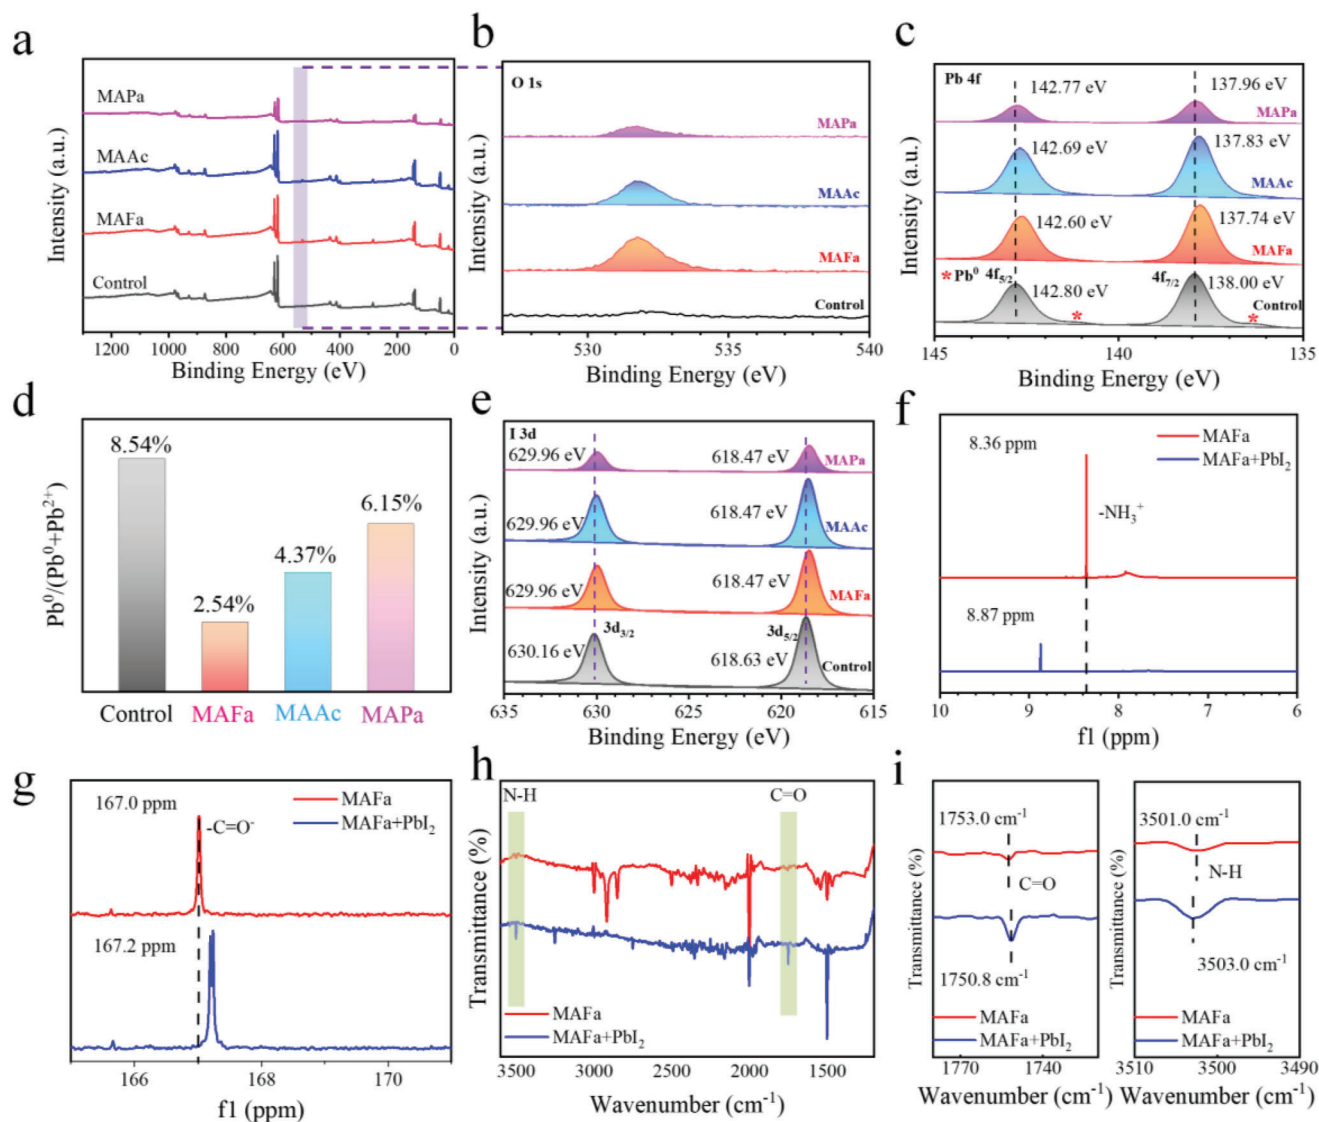 a
MAPa
MAAc
MAFa
Control
Intensity (a.u.)
1300 1200 1000 800 600 400 200 0
Binding Energy (eV)
b
O 1s
MAPa
MAAc
MAFa
Control
Intensity (a.u.)
530 535 540
Binding Energy (eV)
c
Pb 4f
142.77 eV 137.96 eV
MAPa
142.69 eV 137.83 eV
MAAc
142.60 eV 137.74 eV
MAFa
*Pb⁰ 4f₅/₂ 142.80 eV 4f₇/₂ 138.00 eV
Control
* *
Intensity (a.u.)
145 140 135
Binding Energy (eV)
d
8.54%
2.54%
4.37%
6.15%
Pb⁰/(Pb⁰+Pb²⁺)
Control MAFa MAAc MAPa
e
I 3d
629.96 eV 618.47 eV MAPa
629.96 eV 618.47 eV MAAc
629.96 eV 618.47 eV MAFa
3d₃/₂ 3d₅/₂
630.16 eV 618.63 eV Control
Intensity (a.u.)
635 630 625 620 615
Binding Energy (eV)
f
8.36 ppm
MAFa
MAFa+PbI₂
-NH₃⁺
8.87 ppm
10 9 8 7 6
f1 (ppm)
g
167.0 ppm
MAFa
MAFa+PbI₂
-C=O⁻
167.2 ppm
166 168 170
f1 (ppm)
h
N-H C=O
Transmittance (%)
MAFa
MAFa+PbI₂
3500 3000 2500 2000 1500
Wavenumber (cm⁻¹)
i
1753.0 cm⁻¹
C=O
1750.8 cm⁻¹
Transmittance (%)
MAFa
MAFa+PbI₂
1770 1740
Wavenumber (cm⁻¹)
3501.0 cm⁻¹
N-H
3503.0 cm⁻¹
Transmittance (%)
MAFa
MAFa+PbI₂
3510 3500 3490
Wavenumber (cm⁻¹)